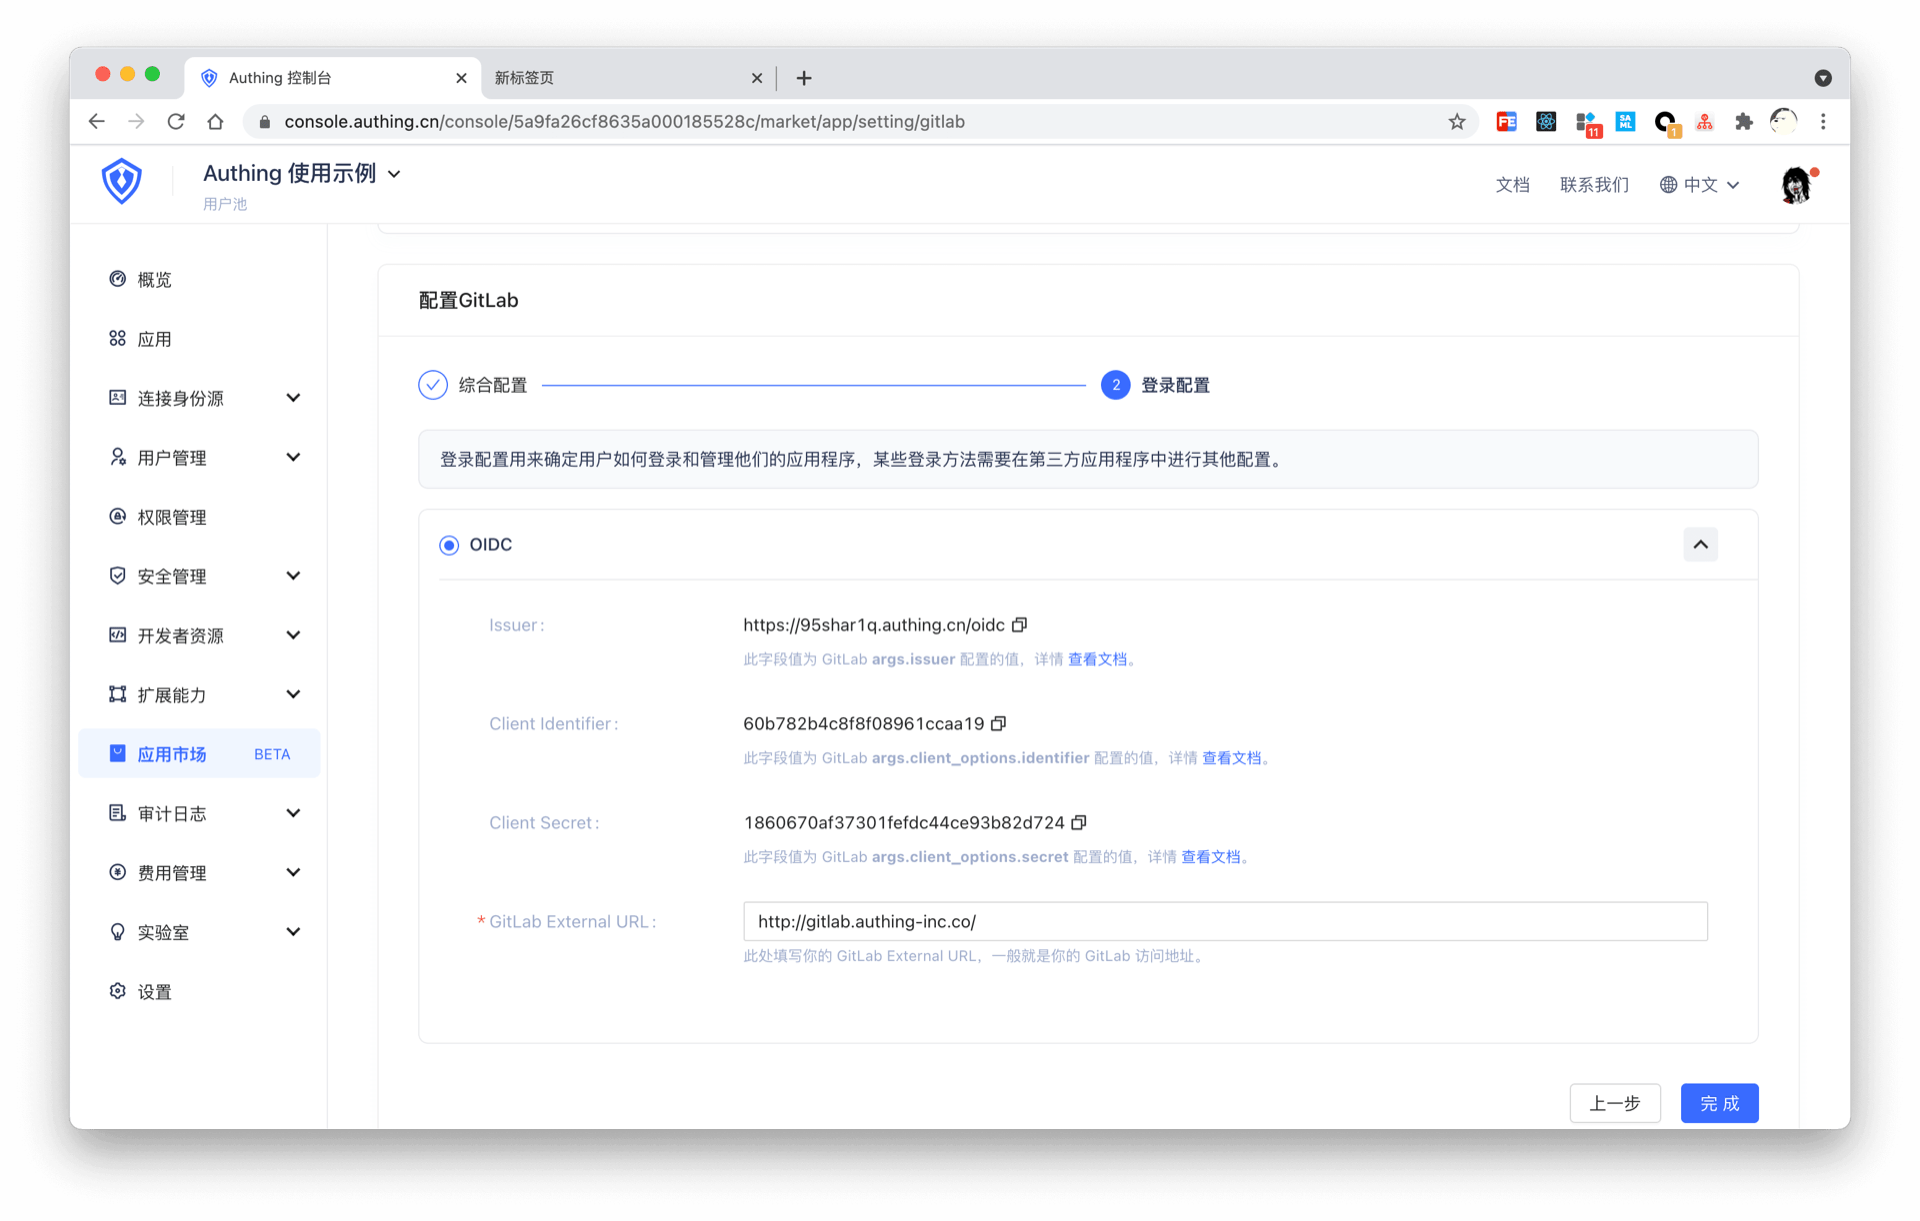 Authing 控制台
新标签页
console.authing.cn/console/5a9fa26cf8635a000185528c/market/app/setting/gitlab
FE
11
SA
ML
1
Authing 使用示例
用户池
文档
联系我们
中文
概览
应用
连接身份源
用户管理
权限管理
安全管理
开发者资源
扩展能力
应用市场 BETA
审计日志
费用管理
实验室
设置
配置GitLab
综合配置
2 登录配置
登录配置用来确定用户如何登录和管理他们的应用程序，某些登录方法需要在第三方应用程序中进行其他配置。
OIDC
Issuer: https://95shar1q.authing.cn/oidc
此字段值为 GitLab args.issuer 配置的值，详情 查看文档。
Client Identifier: 60b782b4c8f8f08961ccaa19
此字段值为 GitLab args.client_options.identifier 配置的值，详情 查看文档。
Client Secret: 1860670af37301fefdc44ce93b82d724
此字段值为 GitLab args.client_options.secret 配置的值，详情 查看文档。
* GitLab External URL: http://gitlab.authing-inc.co/
此处填写你的 GitLab External URL，一般就是你的 GitLab 访问地址。
上一步
完 成